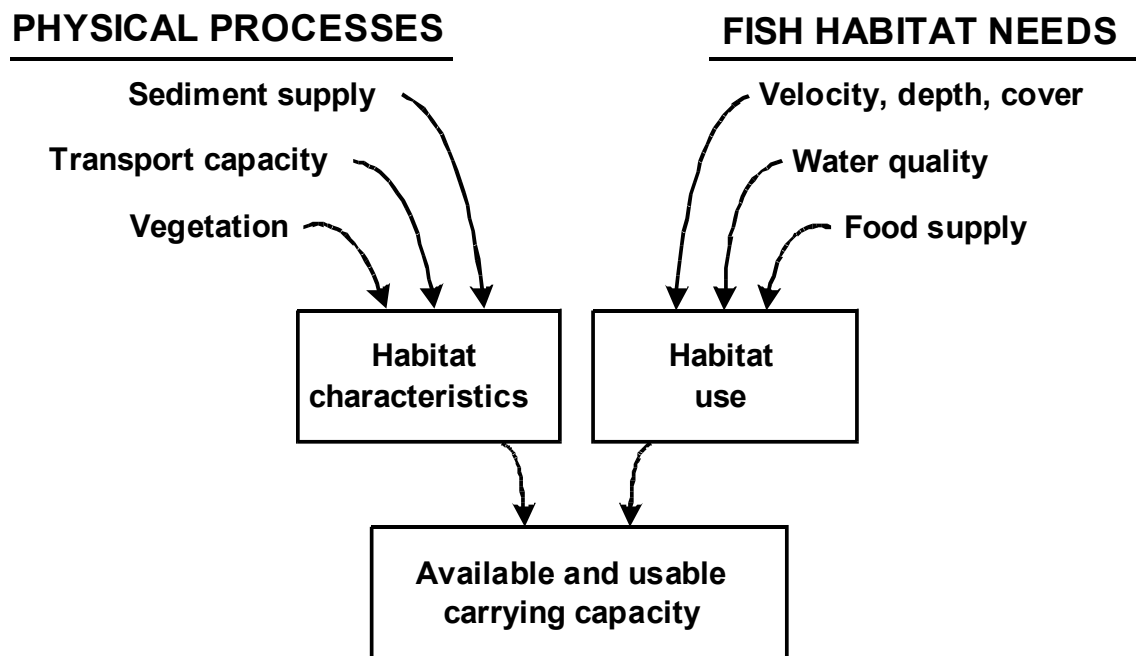 PHYSICAL PROCESSES
Sediment supply
Transport capacity
Vegetation
FISH HABITAT NEEDS
Velocity, depth, cover
Water quality
Food supply
Habitat
characteristics
Habitat
use
Available and usable
carrying capacity